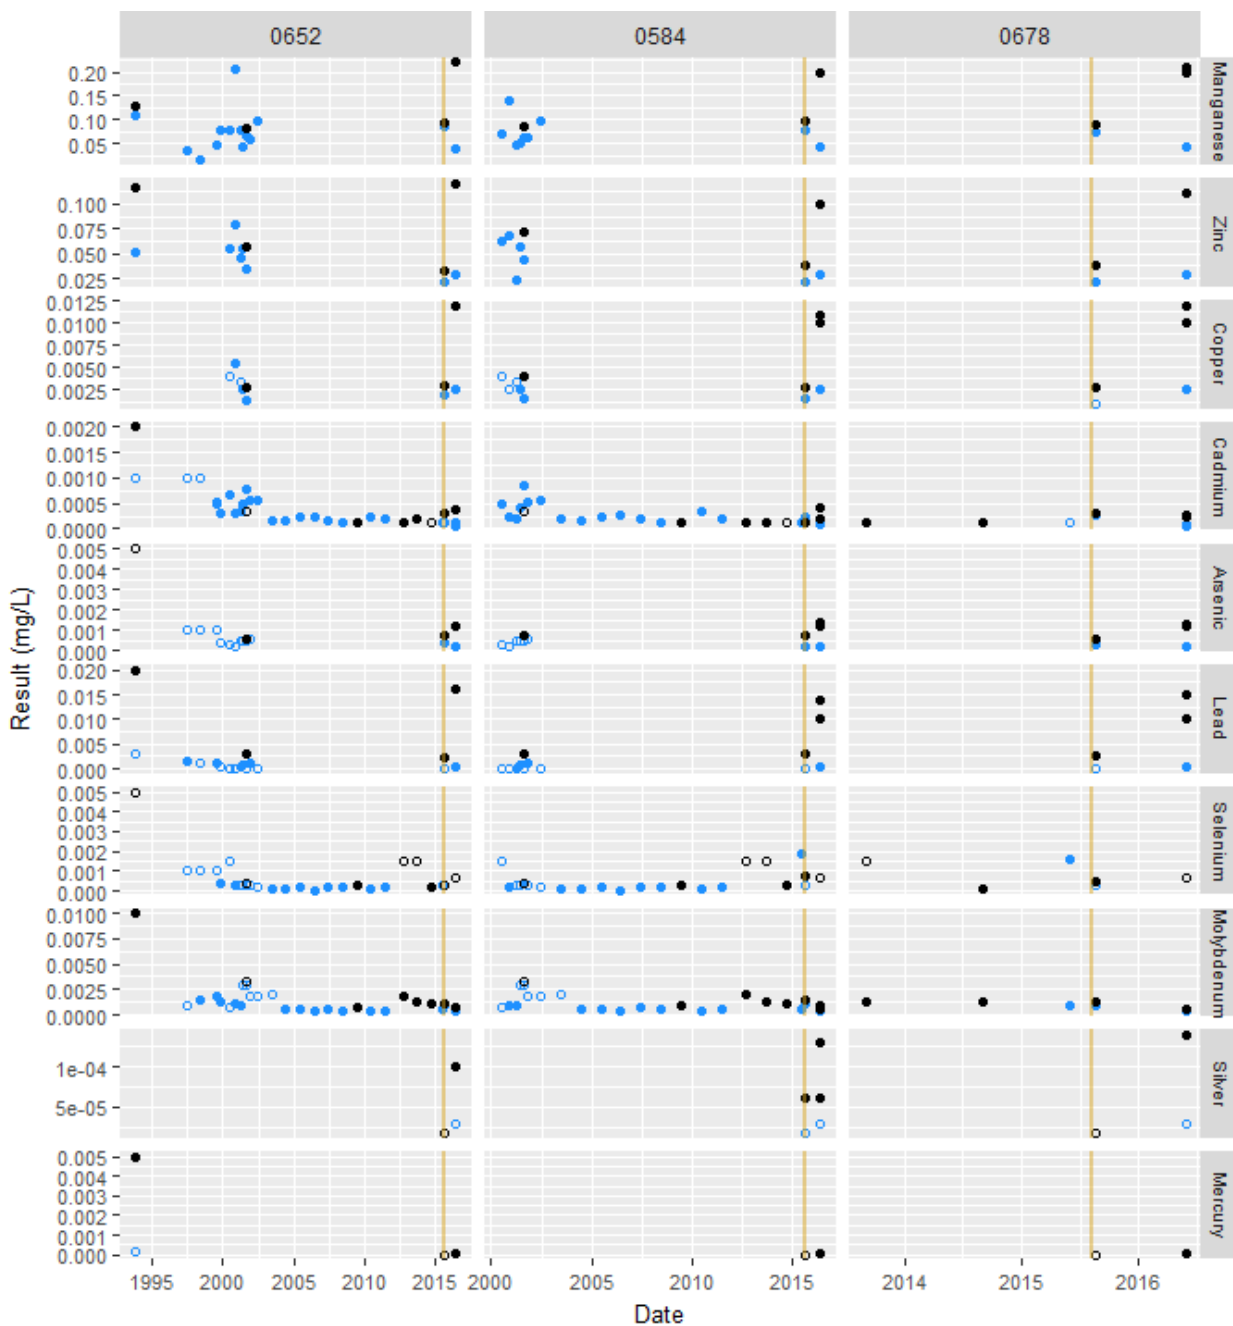 0652 0584 0678
0.20
0.15
0.10
0.05
Manganese
0.100
0.075
0.050
0.025
Zinc
0.0125
0.0100
0.0075
0.0050
0.0025
Copper
0.0020
0.0015
0.0010
0.0005
0.0000
Cadmium
0.005
0.004
0.003
0.002
0.001
0.000
Arsenic
0.020
0.015
0.010
0.005
0.000
Lead
0.005
0.004
0.003
0.002
0.001
0.000
Selenium
0.0100
0.0075
0.0050
0.0025
0.0000
Molybdenum
1e-04
5e-05
Silver
0.005
0.004
0.003
0.002
0.001
0.000
Mercury
Result (mg/L)
1995 2000 2005 2010 2015 2000 2005 2010 2015 2014 2015 2016
Date